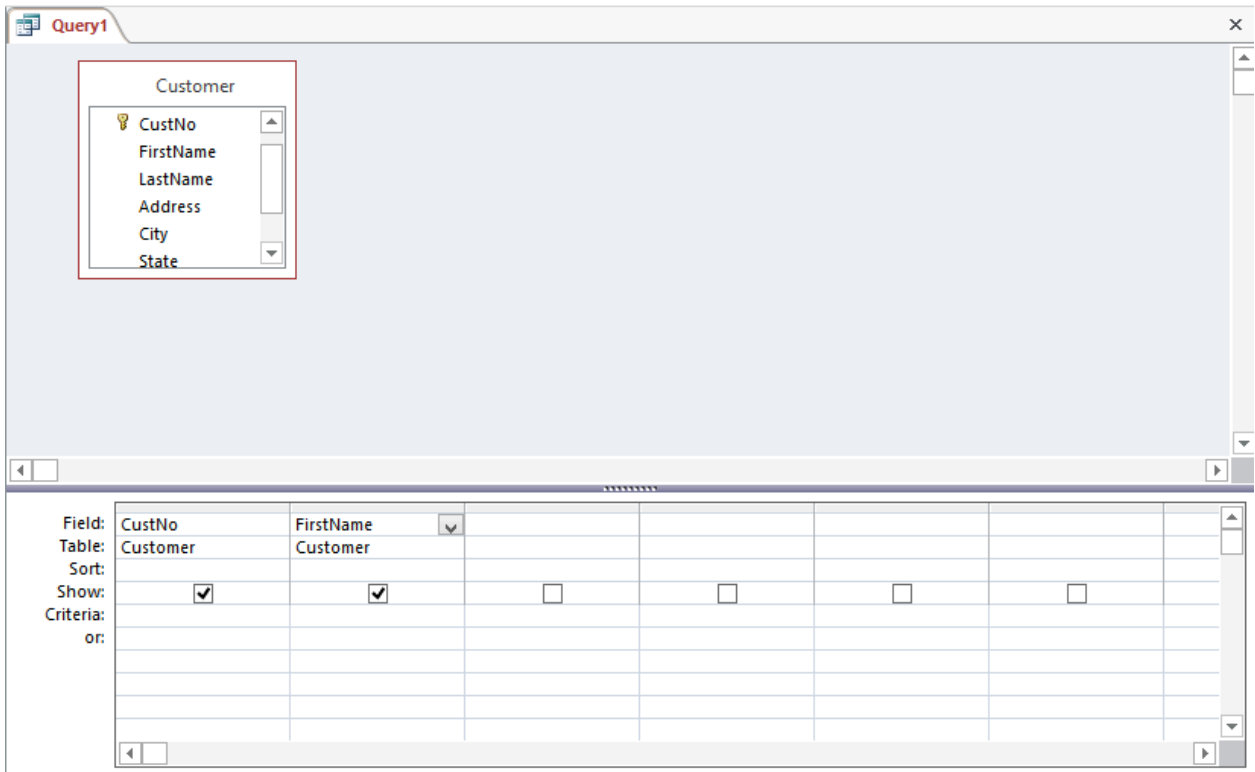 Query1
Customer
CustNo
FirstName
LastName
Address
City
State
Field: CustNo FirstName
Table: Customer Customer
Sort:
Show:
Criteria:
or: